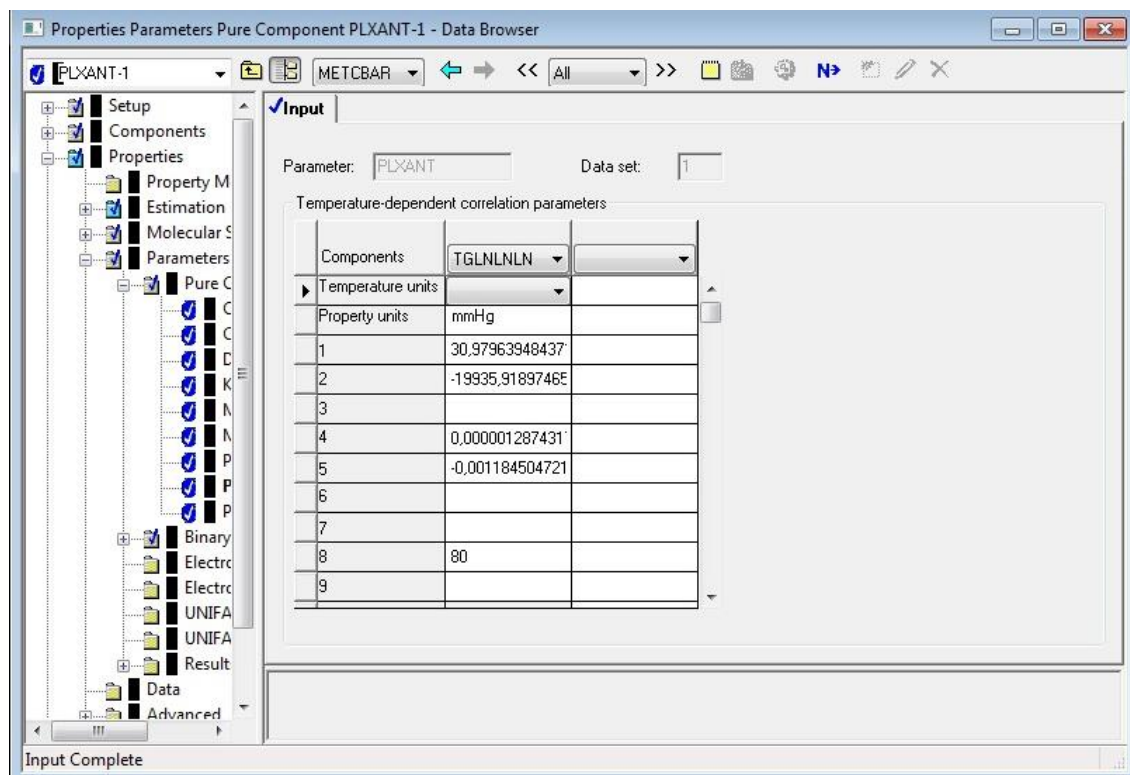 Properties Parameters Pure Component PLXANT-1 - Data Browser
PLXANT-1 METCBAR << All >> N
Setup
Components
Properties
Property M
Estimation
Molecular S
Parameters
Pure C
C
C
D
K
N
N
P
P
P
Binary
Electro
Electro
UNIFA
UNIFA
Result
Data
Advanced
Input
Parameter: PLXANT Data set: 1
Temperature-dependent correlation parameters
Components TGLNLNLN
Temperature units
Property units mmHg
1 30,97963948437
2 -19935,91897465
3
4 0,000001287431
5 -0,001184504721
6
7
8 80
9
Input Complete